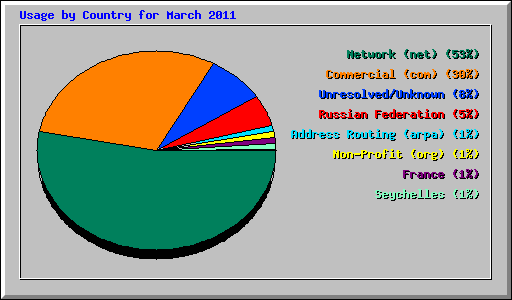 Usage by Country for March 2011
Network (net) (53%)
Commercial (com) (30%)
Unresolved/Unknown (8%)
Russian Federation (5%)
Address Routing (arpa) (1%)
Non-Profit (org) (1%)
France (1%)
Seychelles (1%)